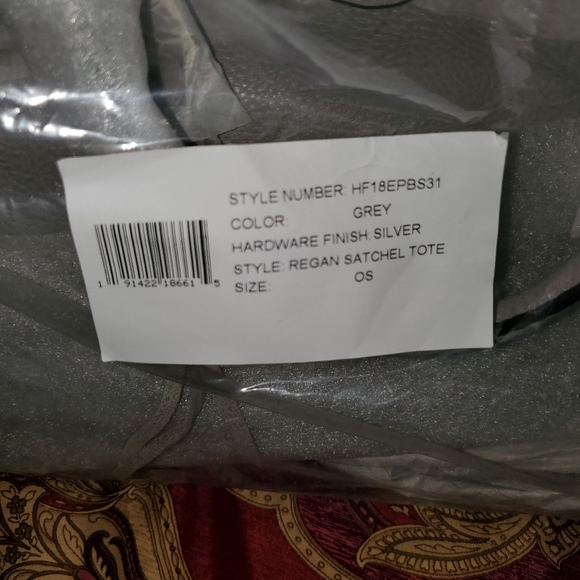 STYLE NUMBER: HF18EPBS31
COLOR: GREY
HARDWARE FINISH: SILVER
STYLE: REGAN SATCHEL TOTE
SIZE: OS
1 91422 18661 5